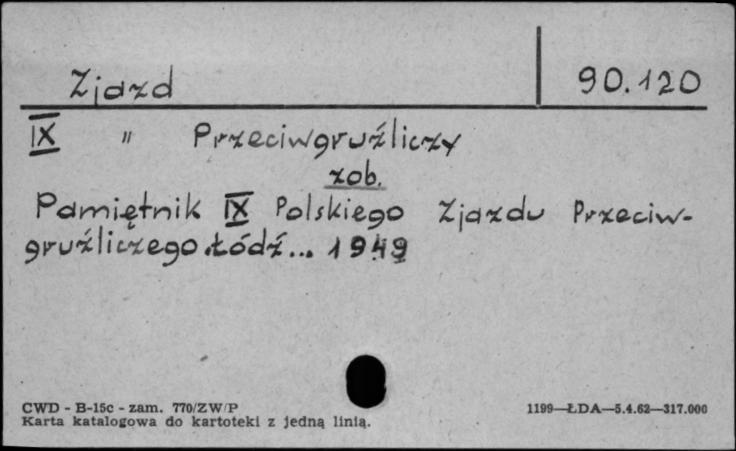 Zjazd 90.120
IX " Przeciwgruźliczy
zob.
Pamiętnik IX Polskiego Zjazdu Przeciw-
gruźliczego.Łódź... 1949
CWD - B-15c - zam. 770/ZW/P 1199—ŁDA—5.4.62—317.000
Karta katalogowa do kartoteki z jedną linią.